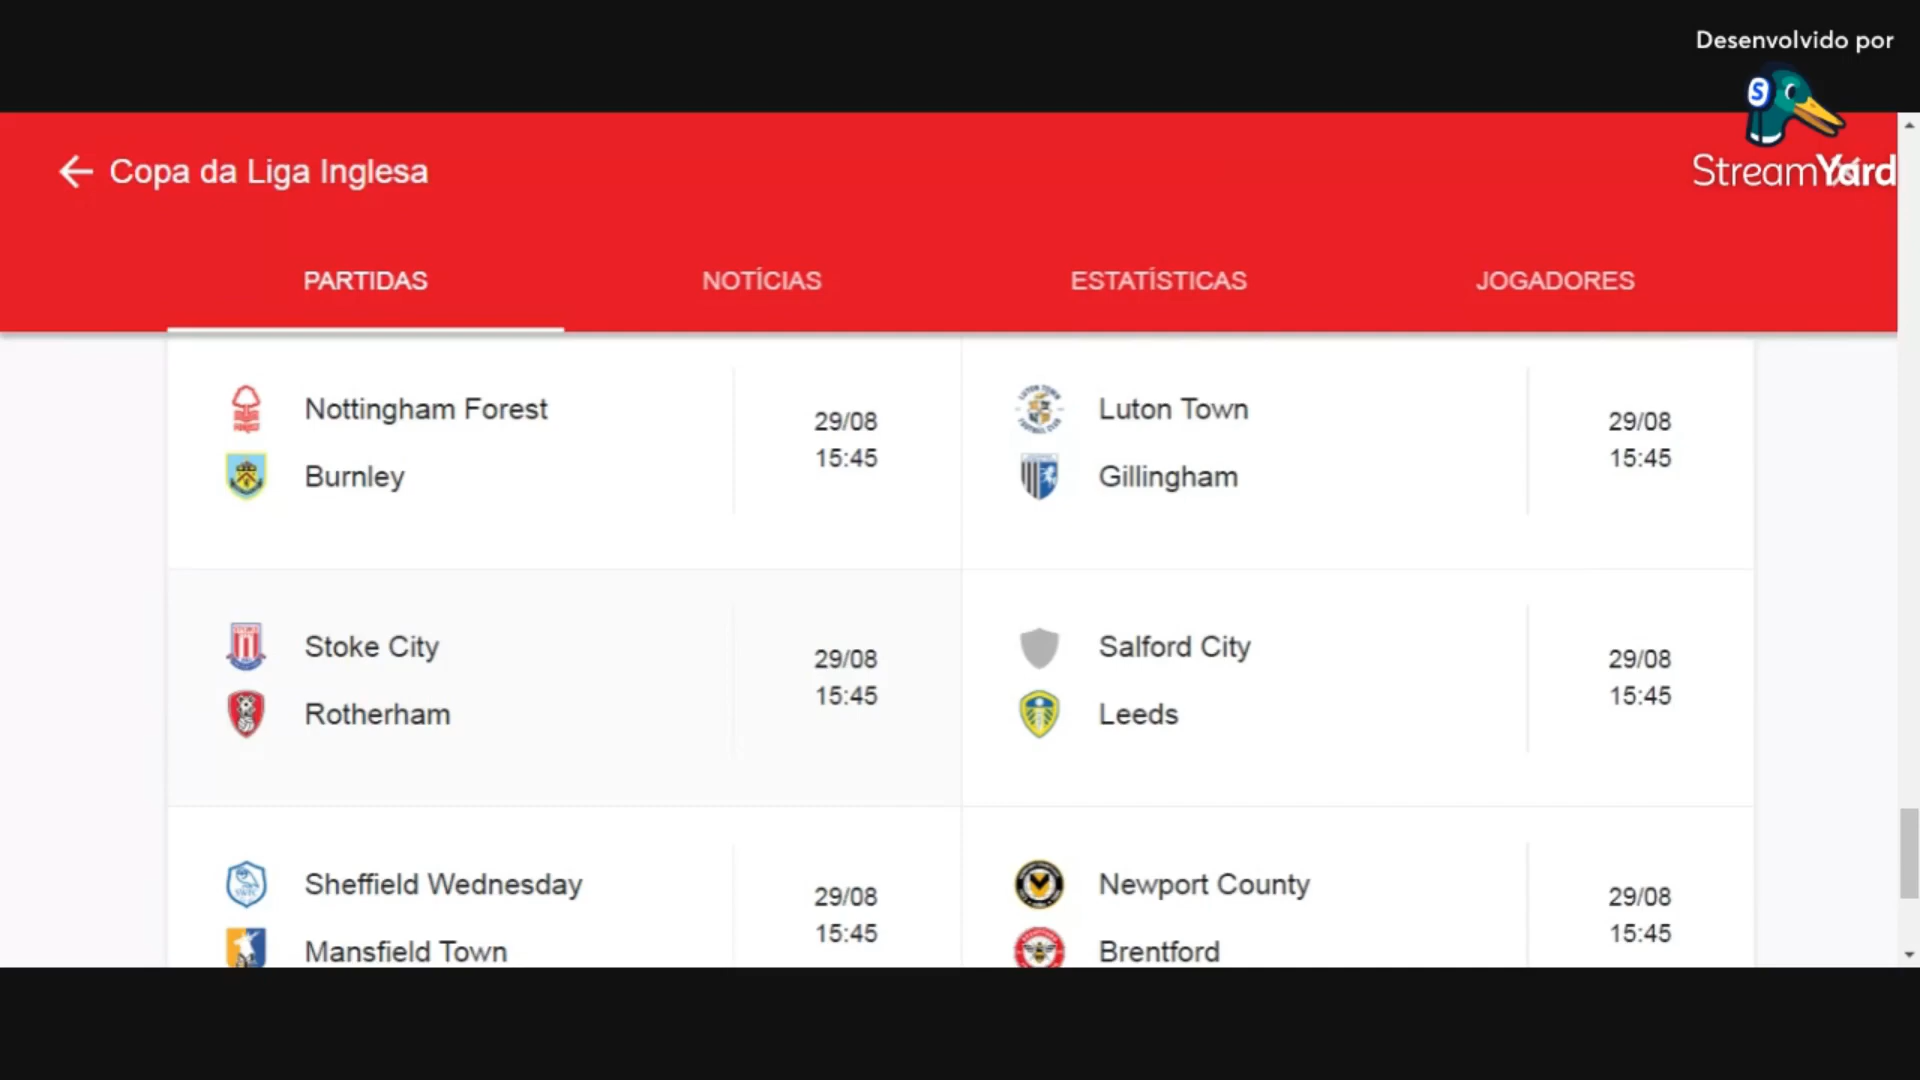 Desenvolvido por
StreamYard
Copa da Liga Inglesa
PARTIDAS
NOTÍCIAS
ESTATÍSTICAS
JOGADORES
Nottingham Forest
Burnley
29/08
15:45
Luton Town
Gillingham
29/08
15:45
Stoke City
Rotherham
29/08
15:45
Salford City
Leeds
29/08
15:45
Sheffield Wednesday
Mansfield Town
29/08
15:45
Newport County
Brentford
29/08
15:45